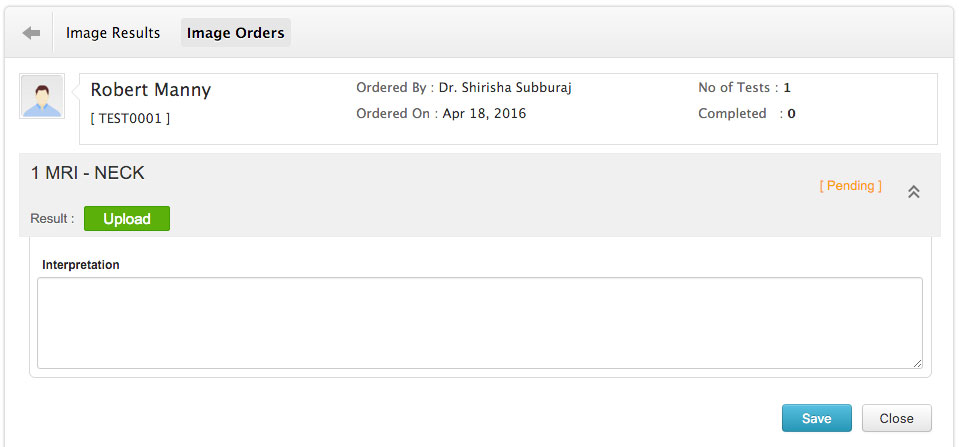 Image Results Image Orders
Robert Manny Ordered By : Dr. Shirisha Subburaj No of Tests : 1
[ TEST0001 ] Ordered On : Apr 18, 2016 Completed : 0
1 MRI - NECK
[ Pending ]
Result : Upload
Interpretation
Save Close